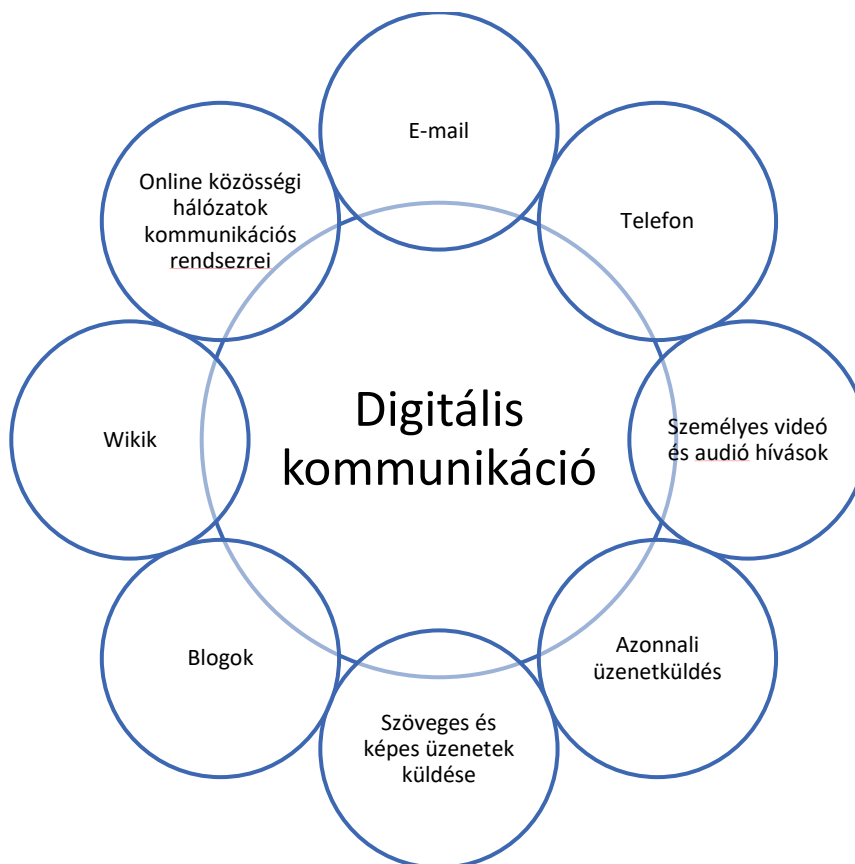 E-mail
Telefon
Személyes videó
és audió hívások
Azonnali
üzenetküldés
Szöveges és
képes üzenetek
küldése
Blogok
Wikik
Online közösségi
hálózatok
kommunikációs
rendsezrei
Digitális
kommunikáció